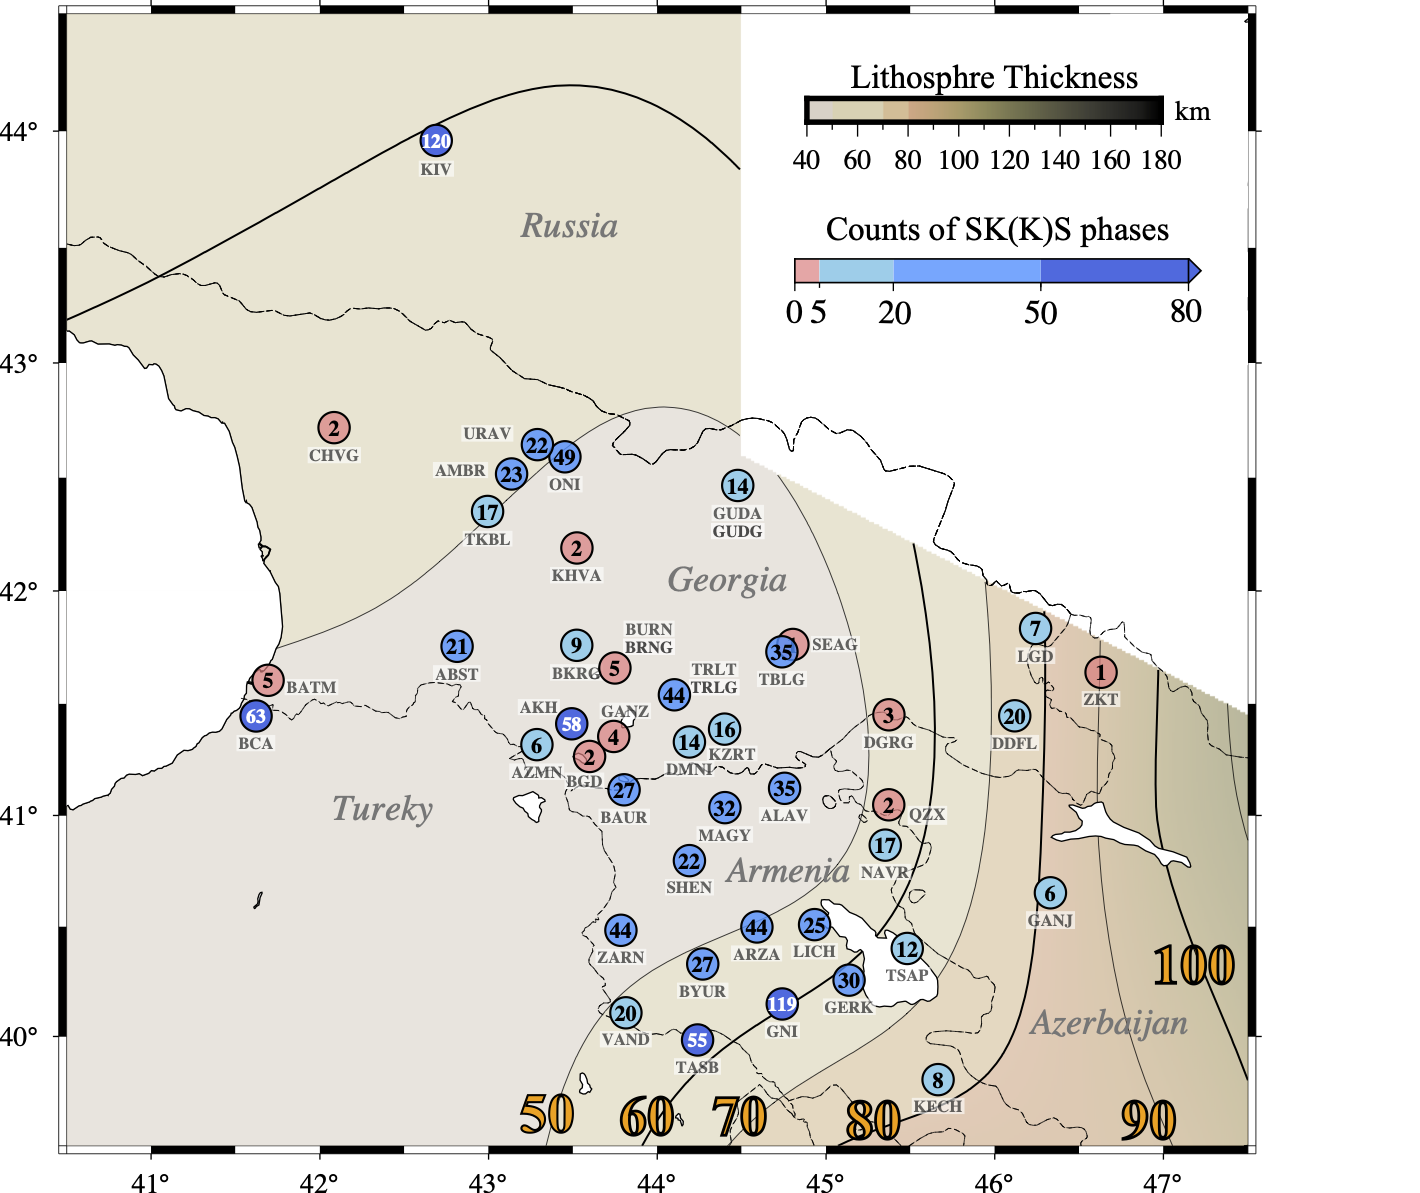 Lithosphre Thickness
km
40 60 80 100 120 140 160 180
Counts of SK(K)S phases
0 5 20 50 80
44°
120
KIV
Russia
43°
2
CHVG
URAV
22
49
ONI
AMBR
23
17
TKBL
14
GUDA
GUDG
2
KHVA
Georgia
42°
7
LGD
1
ZKT
21
ABST
9
BKRG
BURN
BRNG
5
35
TBLG
SEAG
5
BATM
63
BCA
TRLT
TRLG
44
AKH
58
GANZ
4
6
AZMN
2
BGD
14
DMNI
16
KZRT
3
DGRG
20
DDFL
27
BAUR
35
ALAV
32
MAGY
2
QZX
Tureky
41°
17
NAVR
22
SHEN
Armenia
6
GANJ
44
ZARN
44
ARZA
25
LICH
12
TSAP
27
BYUR
30
GERK
100
20
VAND
119
GNI
Azerbaijan
40°
55
TASB
8
KECH
50 60 70 80 90
41° 42° 43° 44° 45° 46° 47°